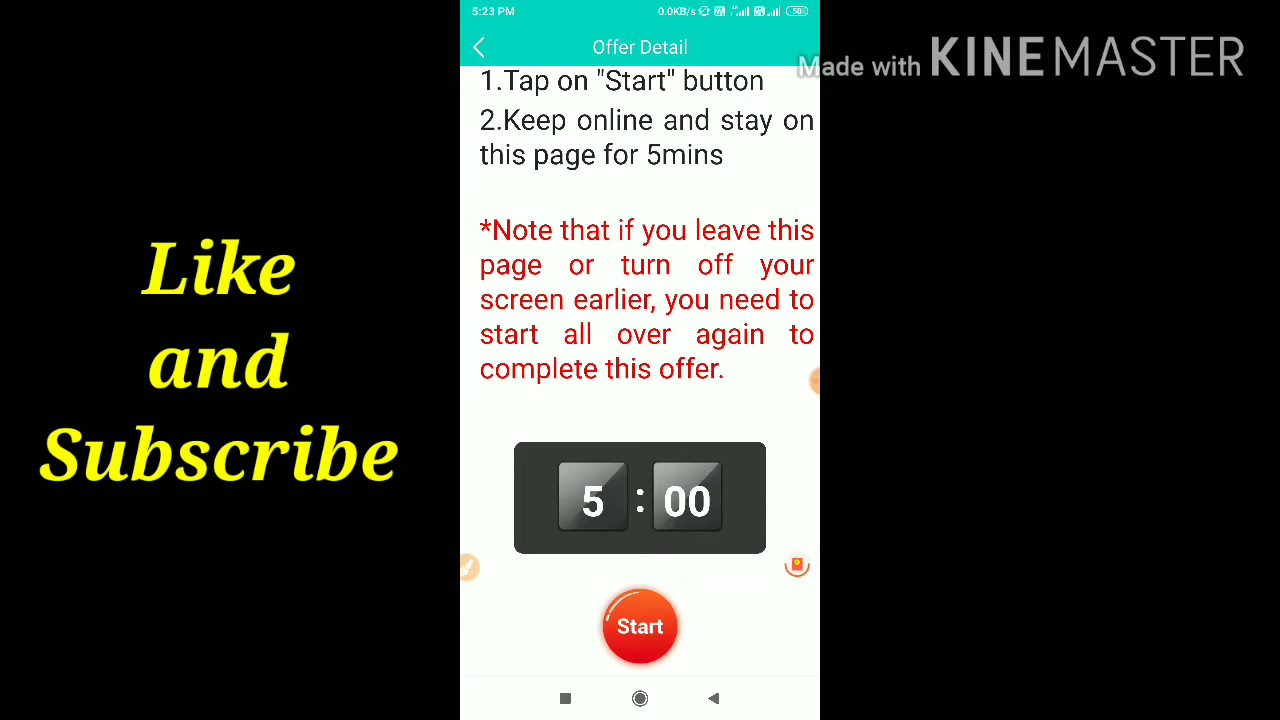 5:23 PM 0.0KB/s 50
Offer Detail
Made with KINEMASTER
1.Tap on "Start" button
2.Keep online and stay on
this page for 5mins
*Note that if you leave this
page or turn off your
screen earlier, you need to
start all over again to
complete this offer.
Like
and
Subscribe
5 : 00
Start